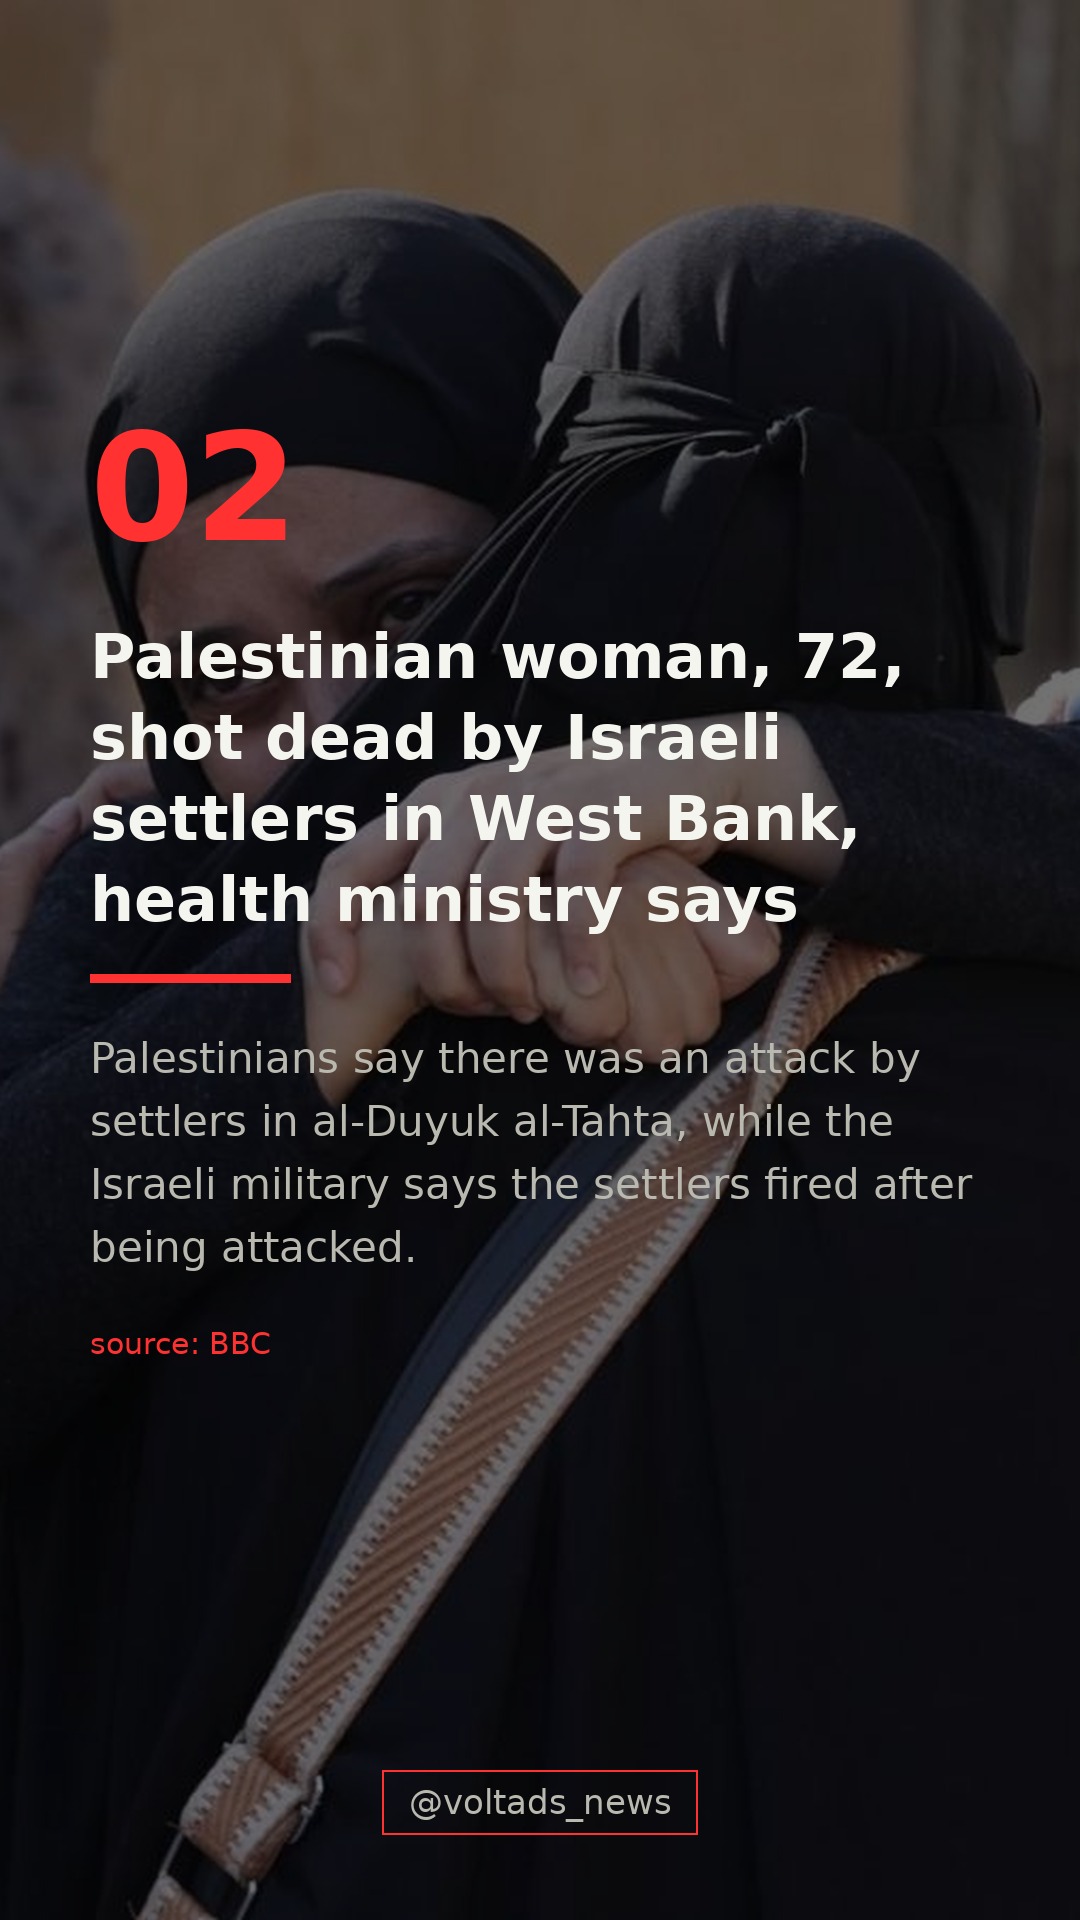 02
Palestinian woman, 72,
shot dead by Israeli
settlers in West Bank,
health ministry says
Palestinians say there was an attack by
settlers in al-Duyuk al-Tahta, while the
Israeli military says the settlers fired after
being attacked.
source: BBC
@voltads_news